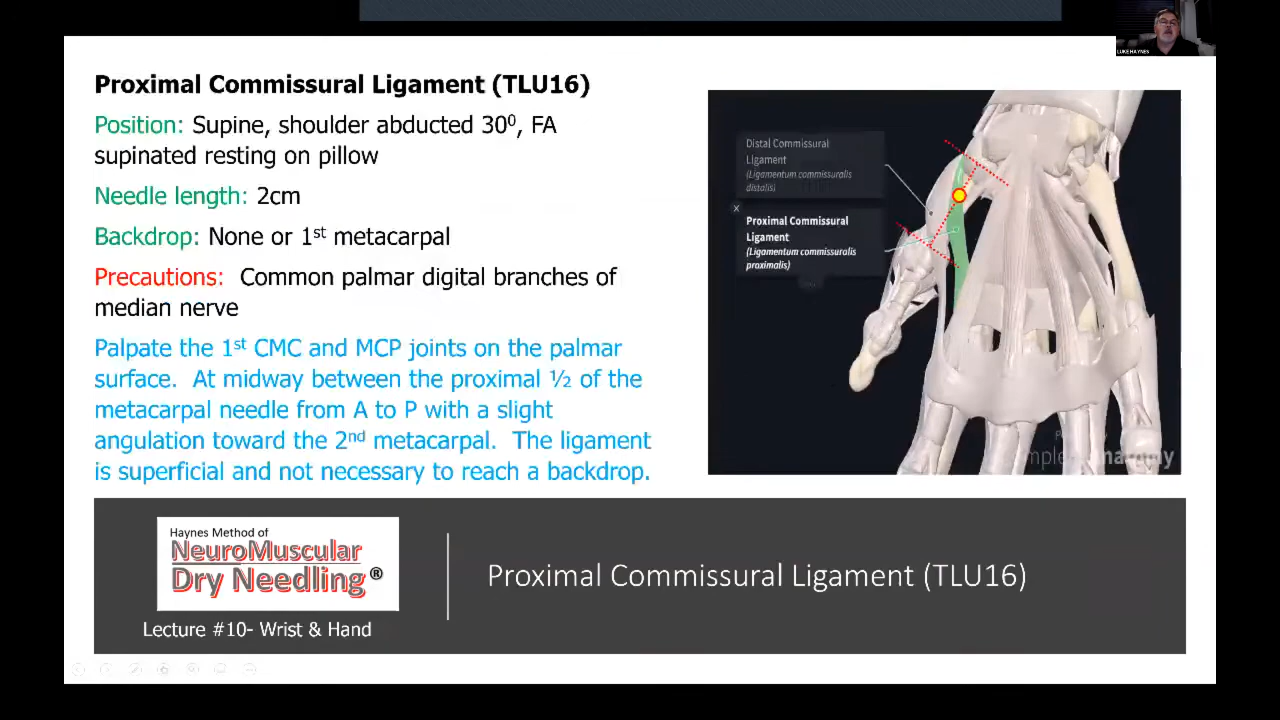 LUKE HAYNES
Proximal Commissural Ligament (TLU16)
Position: Supine, shoulder abducted 30⁰, FA
supinated resting on pillow
Needle length: 2cm
Backdrop: None or 1st metacarpal
Precautions: Common palmar digital branches of
median nerve
Palpate the 1st CMC and MCP joints on the palmar
surface. At midway between the proximal ½ of the
metacarpal needle from A to P with a slight
angulation toward the 2nd metacarpal. The ligament
is superficial and not necessary to reach a backdrop.
Distal Commissural
Ligament
(Ligamentum commissuralis
distalis)
X
Proximal Commissural
Ligament
(Ligamentum commissuralis
proximalis)
Haynes Method of
NeuroMuscular
Dry Needling®
Lecture #10- Wrist & Hand
Proximal Commissural Ligament (TLU16)